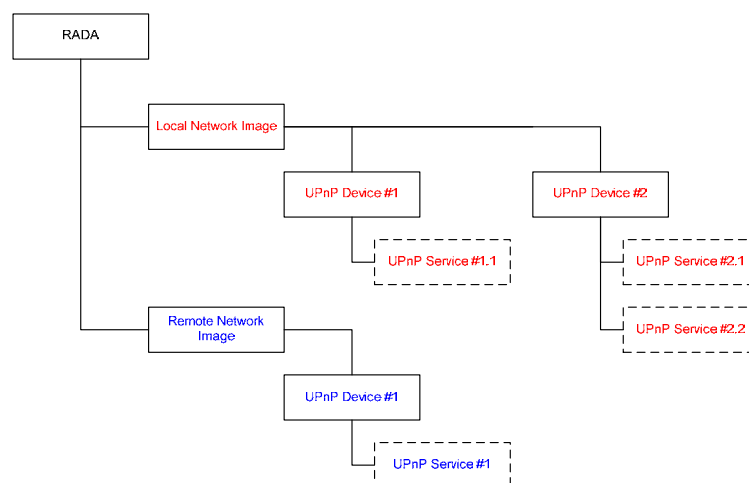 RADA
Local Network Image
UPnP Device #1
UPnP Device #2
UPnP Service #1.1
UPnP Service #2.1
UPnP Service #2.2
Remote Network
Image
UPnP Device #1
UPnP Service #1